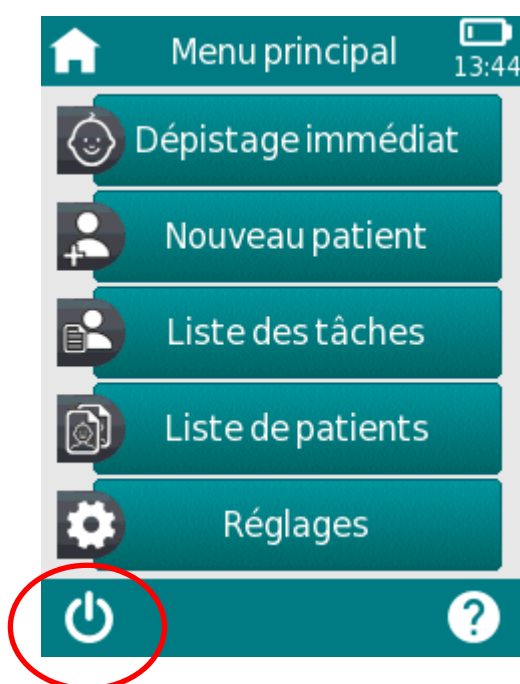 Menu principal
13:44
Dépistage immédiat
Nouveau patient
Liste des tâches
Liste de patients
Réglages
?